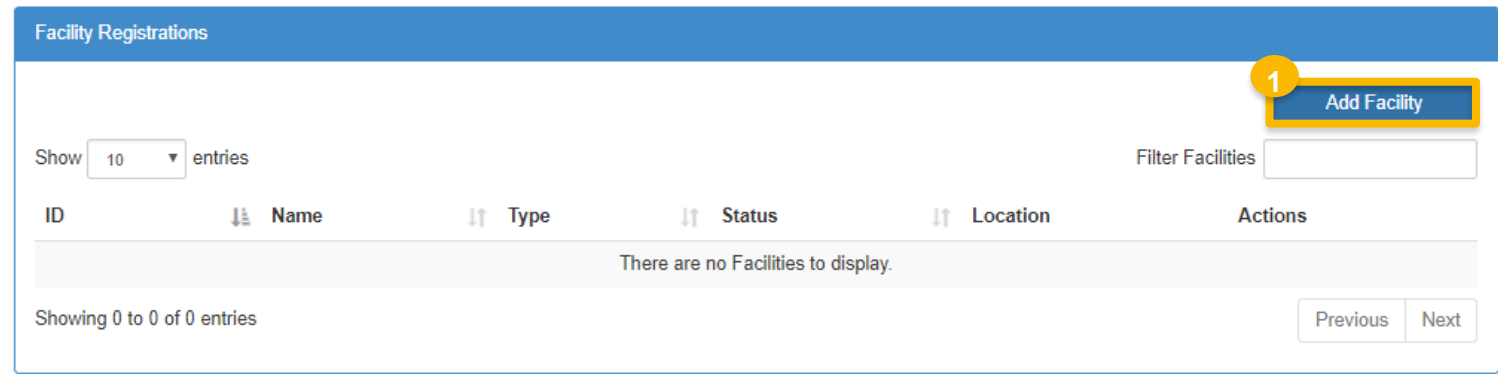 Facility Registrations
1
Add Facility
Show 10 entries Filter Facilities
ID Name Type Status Location Actions
There are no Facilities to display.
Showing 0 to 0 of 0 entries Previous Next